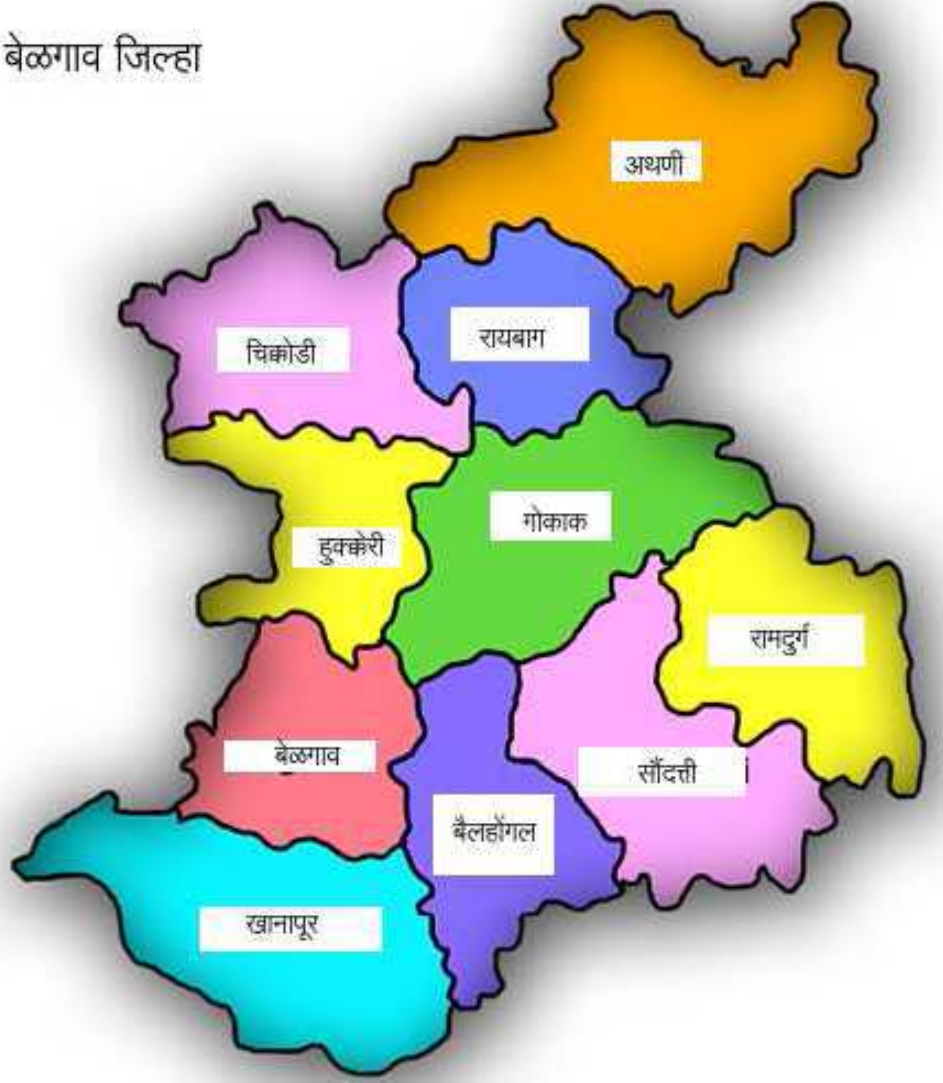 बेळगाव जिल्हा
अथणी
चिक्कोडी
रायबाग
गोकाक
हुक्केरी
रामदुर्ग
बेळगाव
सौंदत्ती
बैलहोंगल
खानापूर